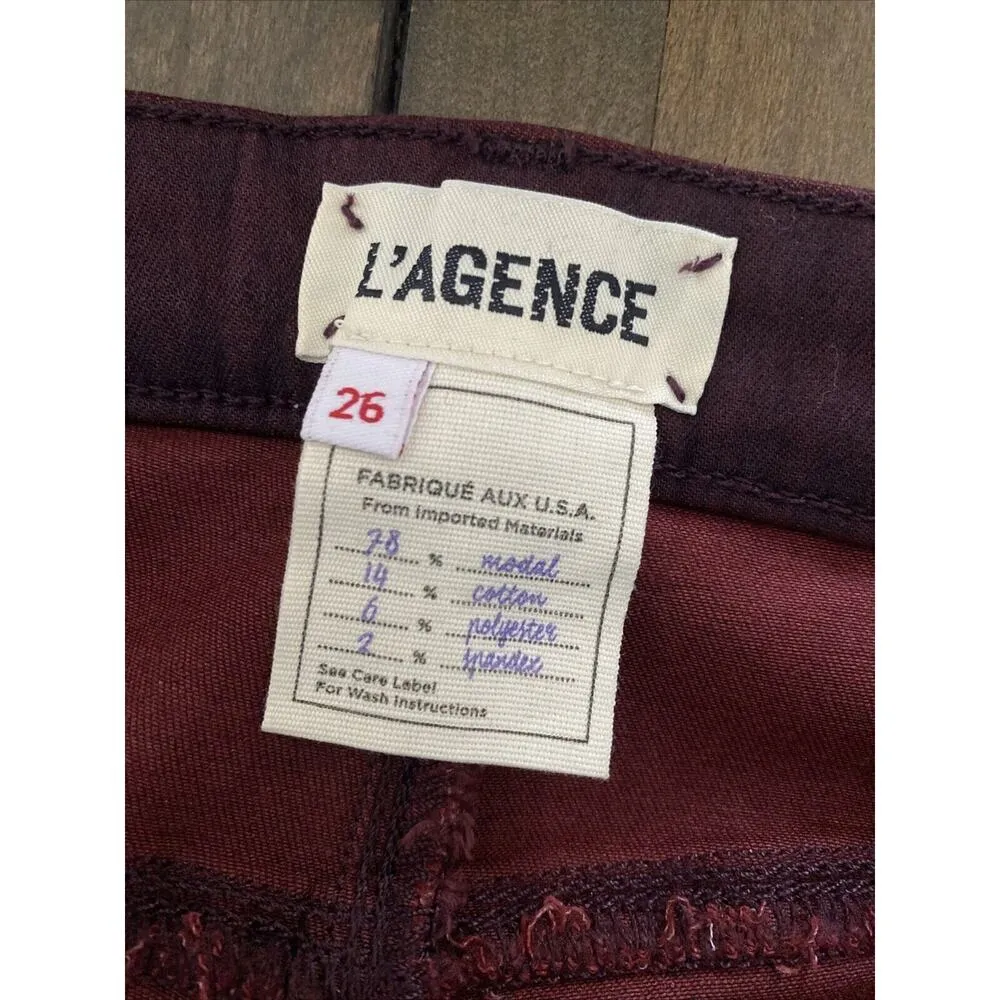 L'AGENCE
26
FABRIQUÉ AUX U.S.A.
From Imported Materials
78 % modal
14 % cotton
6 % polyester
2 % spandex
See Care Label
For Wash Instructions